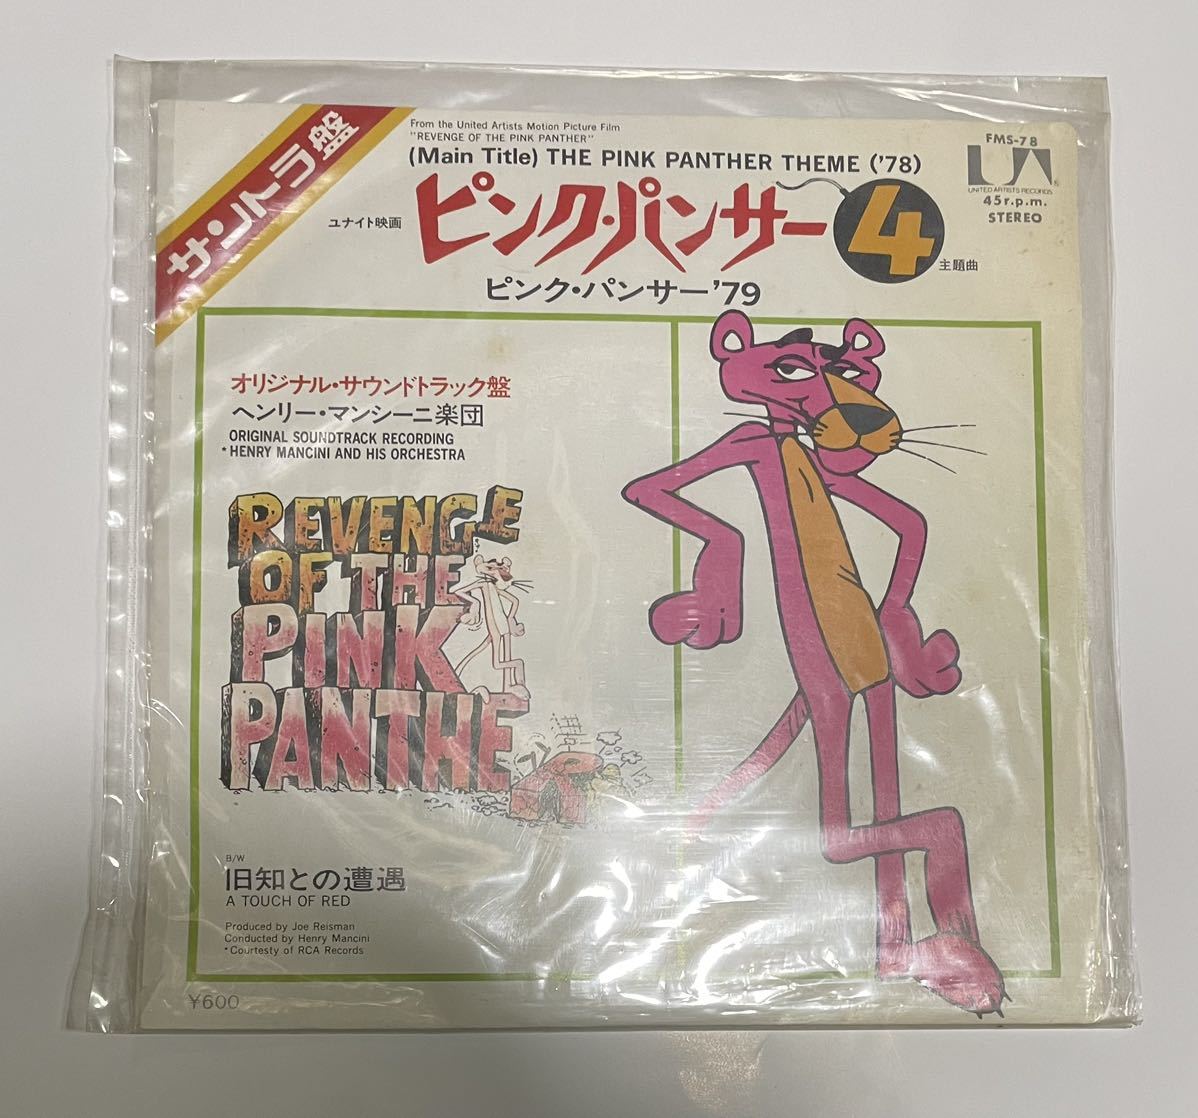 サントラ盤
From the United Artists Motion Picture Film
"REVENGE OF THE PINK PANTHER"
(Main Title) THE PINK PANTHER THEME ('78)
ユナイト映画
ピンク・パンサー4
主題曲
ピンク・パンサー'79
FMS-78
UA
UNITED ARTISTS RECORDS
45 r.p.m.
STEREO
オリジナル・サウンドトラック盤
ヘンリー・マンシーニ楽団
ORIGINAL SOUNDTRACK RECORDING
*HENRY MANCINI AND HIS ORCHESTRA
REVENGE
OF THE
PINK
PANTHE
B/W
旧知との遭遇
A TOUCH OF RED
Produced by Joe Reisman
Conducted by Henry Mancini
*Courtesty of RCA Records
¥600